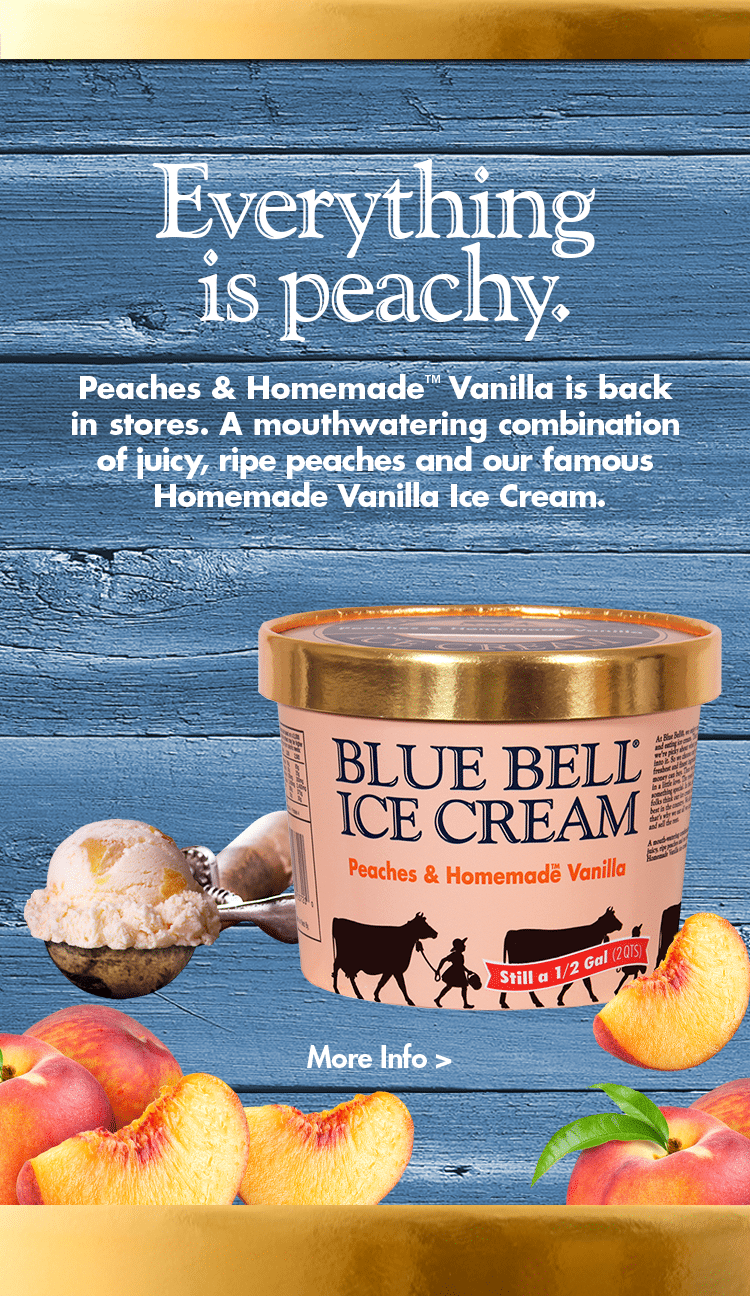 Everything
is peachy.
Peaches & Homemade™ Vanilla is back
in stores. A mouthwatering combination
of juicy, ripe peaches and our famous
Homemade Vanilla Ice Cream.
BLUE BELL®
ICE CREAM
Peaches & Homemade™ Vanilla
Still a 1/2 Gal (2 QTS)
More Info >